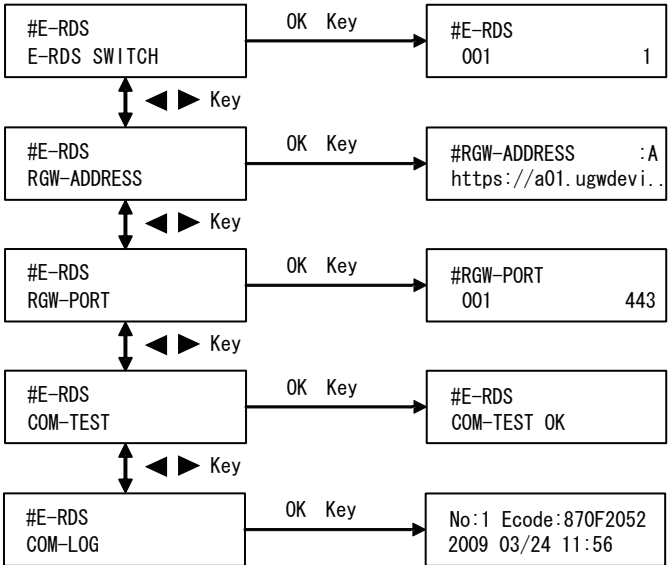 #E-RDS
E-RDS SWITCH
OK Key
#E-RDS
001 1
◀ ▶ Key
#E-RDS
RGW-ADDRESS
OK Key
#RGW-ADDRESS :A
https://a01.ugwdevi..
◀ ▶ Key
#E-RDS
RGW-PORT
OK Key
#RGW-PORT
001 443
◀ ▶ Key
#E-RDS
COM-TEST
OK Key
#E-RDS
COM-TEST OK
◀ ▶ Key
#E-RDS
COM-LOG
OK Key
No:1 Ecode:870F2052
2009 03/24 11:56